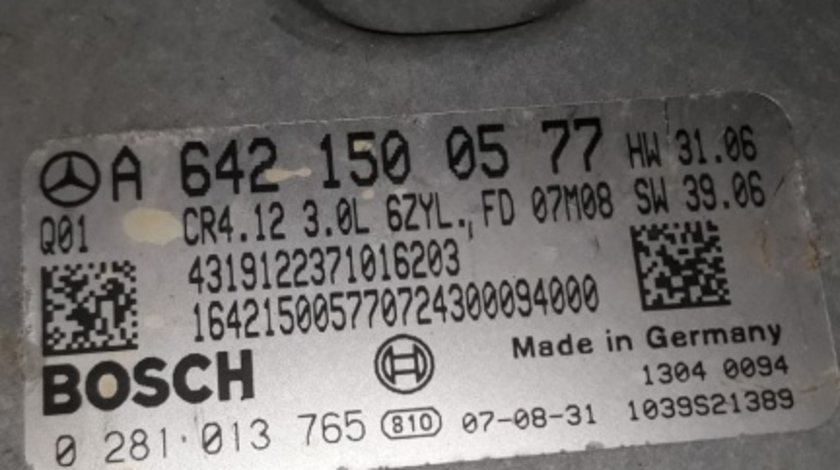 A 642 150 05 77 HW 31.06
Q01 CR4.12 3.0L 6ZYL., FD 07M08 SW 39.06
4319122371016203
164215005770724300094000
BOSCH Made in Germany
1304 0094
0 281 013 765 810 07-08-31 1039S21389